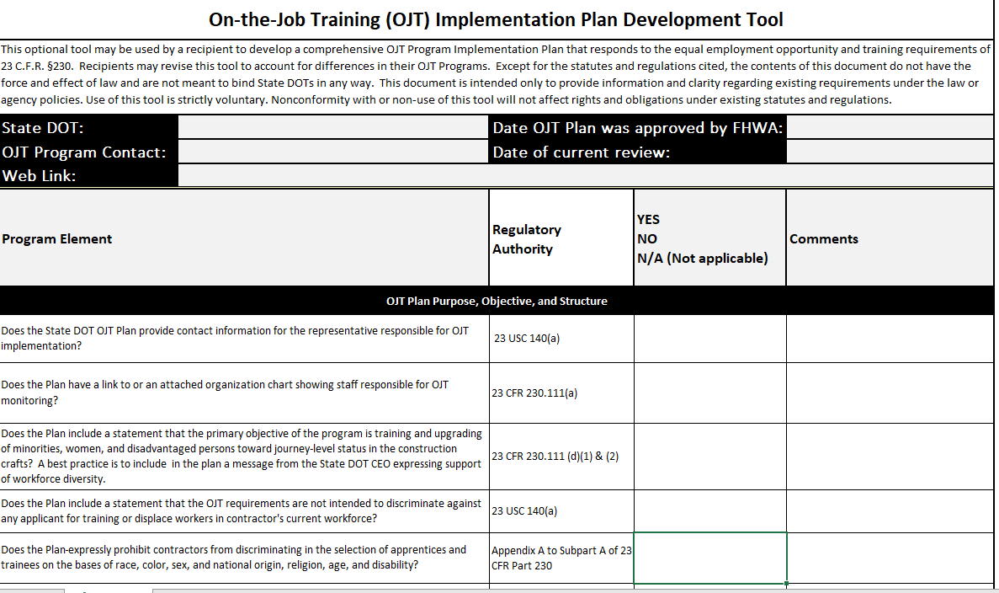 On-the-Job Training (OJT) Implementation Plan Development Tool
This optional tool may be used by a recipient to develop a comprehensive OJT Program Implementation Plan that responds to the equal employment opportunity and training requirements of
23 C.F.R. §230.  Recipients may revise this tool to account for differences in their OJT Programs.  Except for the statutes and regulations cited, the contents of this document do not have the
force and effect of law and are not meant to bind State DOTs in any way.  This document is intended only to provide information and clarity regarding existing requirements under the law or
agency policies. Use of this tool is strictly voluntary. Nonconformity with or non-use of this tool will not affect rights and obligations under existing statutes and regulations.
State DOT:
Date OJT Plan was approved by FHWA:
OJT Program Contact:
Date of current review:
Web Link:
Program Element
Regulatory
Authority
YES
NO
N/A (Not applicable)
Comments
OJT Plan Purpose, Objective, and Structure
Does the State DOT OJT Plan provide contact information for the representative responsible for OJT
implementation?
23 USC 140(a)
Does the Plan have a link to or an attached organization chart showing staff responsible for OJT
monitoring?
23 CFR 230.111(a)
Does the Plan include a statement that the primary objective of the program is training and upgrading
of minorities, women, and disadvantaged persons toward journey-level status in the construction
crafts?  A best practice is to include  in the plan a message from the State DOT CEO expressing support
of workforce diversity.
23 CFR 230.111 (d)(1) & (2)
Does the Plan include a statement that the OJT requirements are not intended to discriminate against
any applicant for training or displace workers in contractor's current workforce?
23 USC 140(a)
Does the Plan-expressly prohibit contractors from discriminating in the selection of apprentices and
trainees on the bases of race, color, sex, and national origin, religion, age, and disability?
Appendix A to Subpart A of 23
CFR Part 230